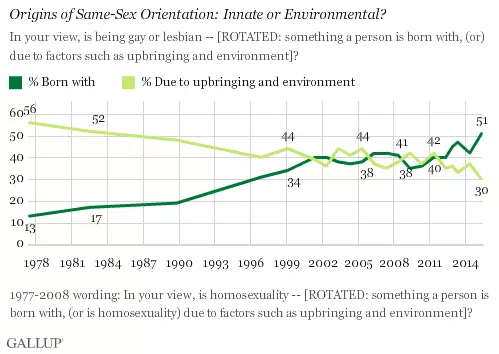 Origins of Same-Sex Orientation: Innate or Environmental?
In your view, is being gay or lesbian -- [ROTATED: something a person is born with, (or)
due to factors such as upbringing and environment]?
% Born with % Due to upbringing and environment
60
50
40
30
20
10
0
56
52
44
44
41
42
51
13
17
34
38
38
40
30
1978 1981 1984 1987 1990 1993 1996 1999 2002 2005 2008 2011 2014
1977-2008 wording: In your view, is homosexuality -- [ROTATED: something a person is
born with, (or is homosexuality) due to factors such as upbringing and environment]?
GALLUP'